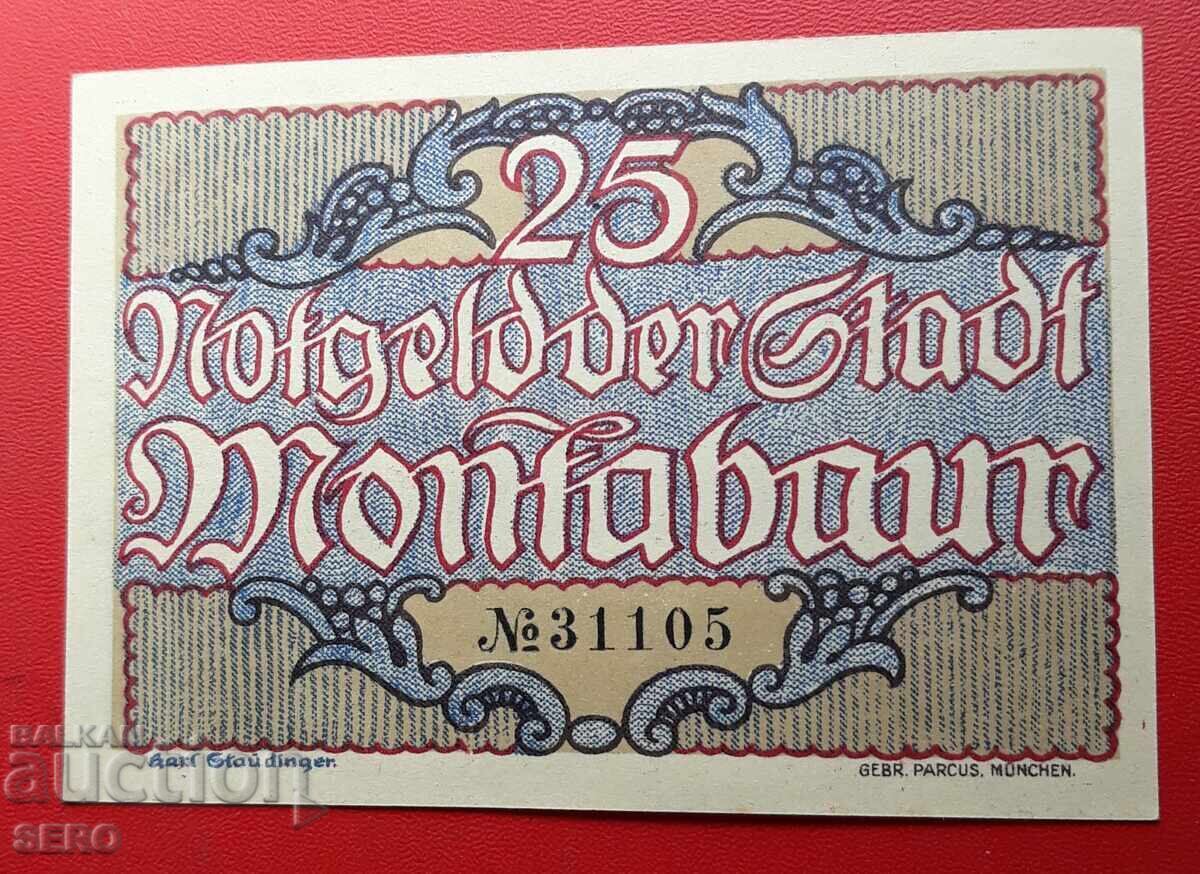 25
Notgeld der Stadt
Montabaur
№ 31105
Karl Staudinger.
GEBR. PARCUS, MÜNCHEN.
BALKAN
auction
SERO